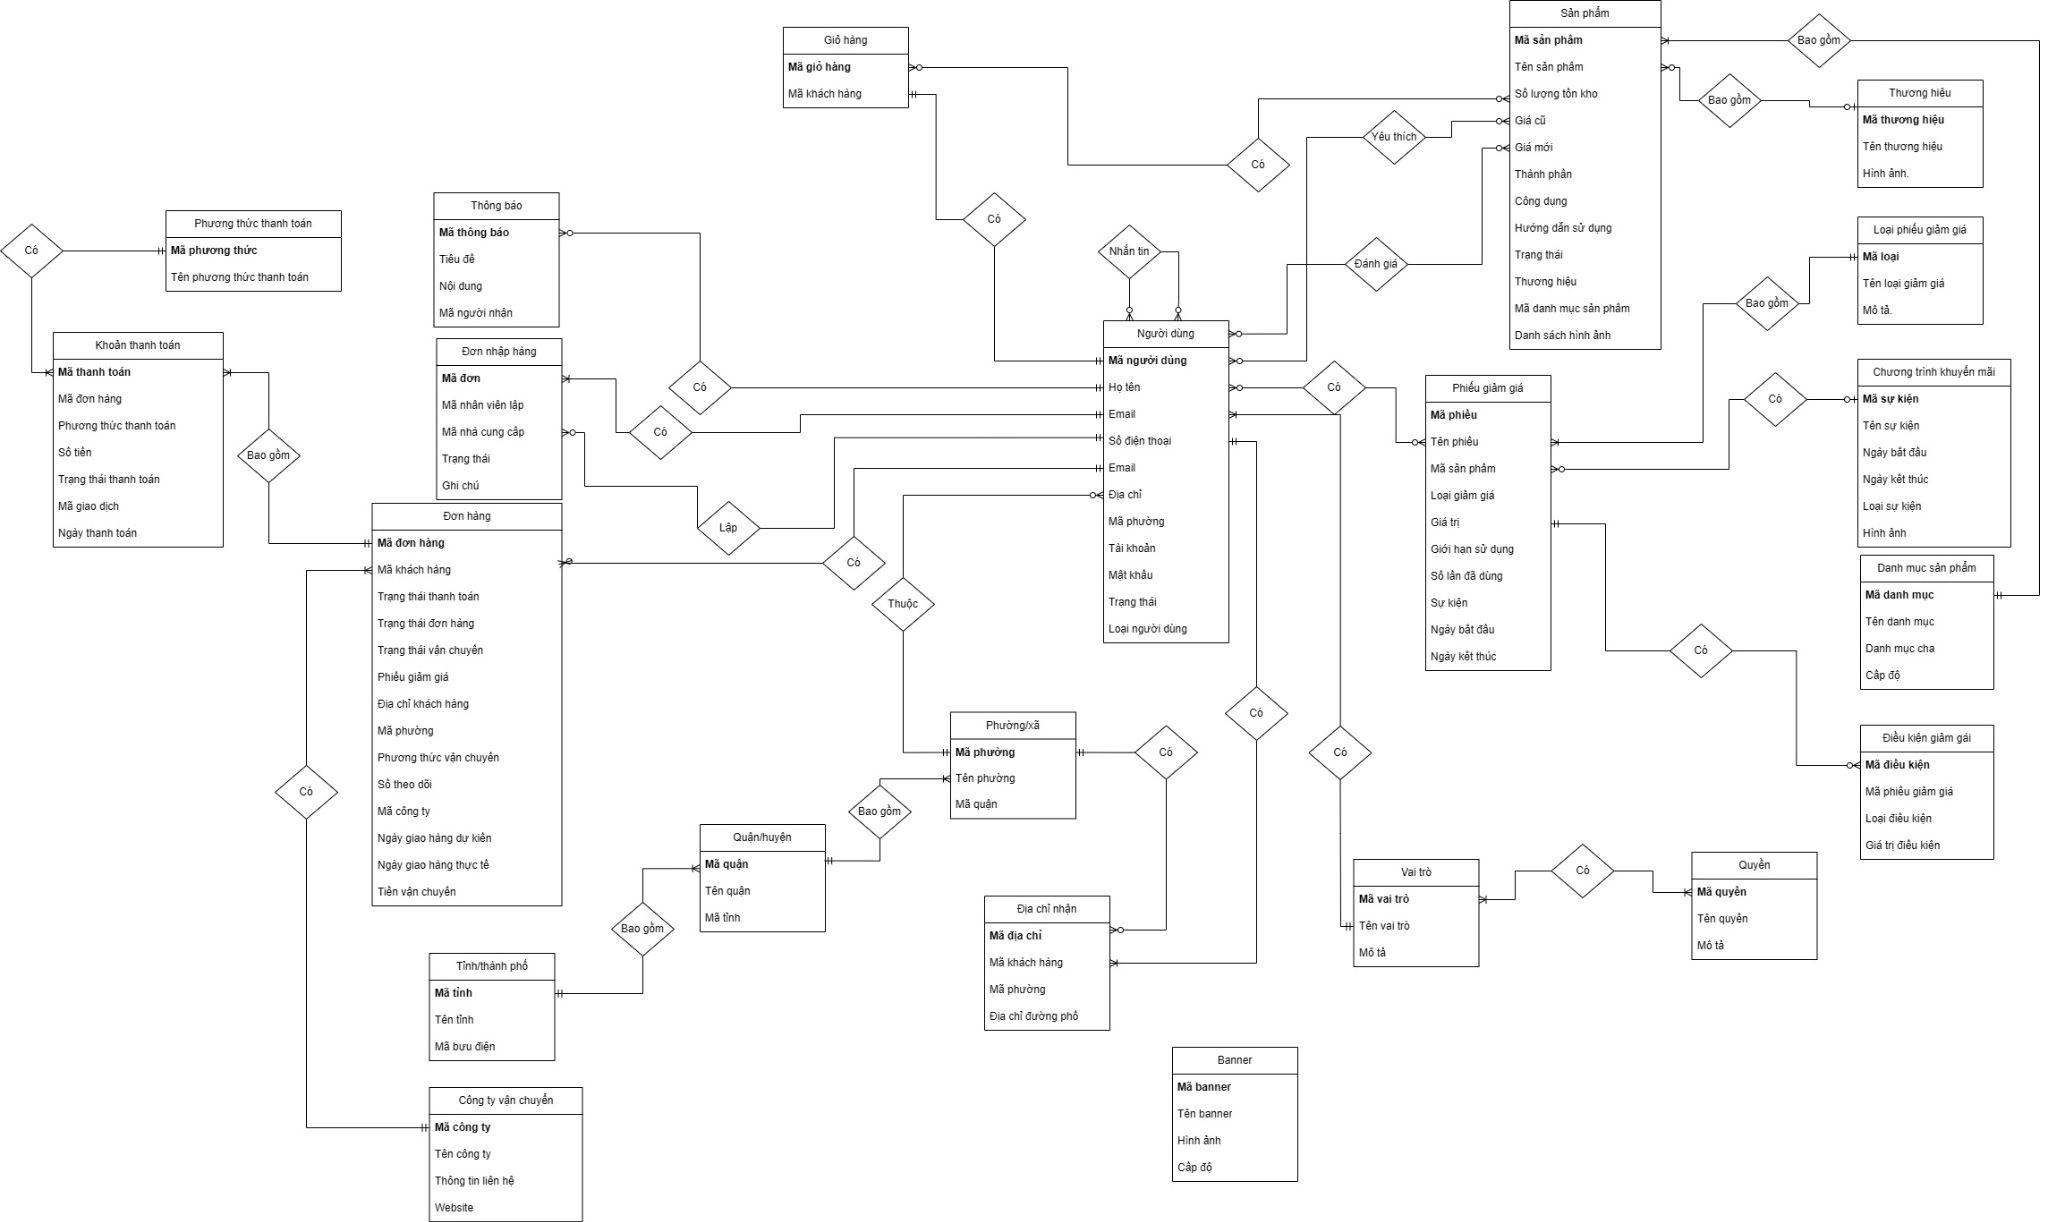 Sản phẩm
Mã sản phẩm
Tên sản phẩm
Số lượng tồn kho
Giá cũ
Giá mới
Thành phần
Công dụng
Hướng dẫn sử dụng
Trạng thái
Thương hiệu
Mã danh mục sản phẩm
Danh sách hình ảnh
Bao gồm
Giỏ hàng
Mã giỏ hàng
Mã khách hàng
Bao gồm
Thương hiệu
Mã thương hiệu
Tên thương hiệu
Hình ảnh.
Yêu thích
Có
Có
Thông báo
Mã thông báo
Tiêu đề
Nội dung
Mã người nhận
Phương thức thanh toán
Mã phương thức
Tên phương thức thanh toán
Có
Nhắn tin
Đánh giá
Loại phiếu giảm giá
Mã loại
Tên loại giảm giá
Mô tả.
Bao gồm
Khoản thanh toán
Mã thanh toán
Mã đơn hàng
Phương thức thanh toán
Số tiền
Trạng thái thanh toán
Mã giao dịch
Ngày thanh toán
Bao gồm
Đơn nhập hàng
Mã đơn
Mã nhân viên lập
Mã nhà cung cấp
Trạng thái
Ghi chú
Có
Có
Lập
Có
Thuộc
Người dùng
Mã người dùng
Họ tên
Email
Số điện thoại
Email
Địa chỉ
Mã phường
Tài khoản
Mật khẩu
Trạng thái
Loại người dùng
Có
Phiếu giảm giá
Mã phiếu
Tên phiếu
Mã sản phẩm
Loại giảm giá
Giá trị
Giới hạn sử dụng
Số lần đã dùng
Sự kiện
Ngày bắt đầu
Ngày kết thúc
Có
Chương trình khuyến mãi
Mã sự kiện
Tên sự kiện
Ngày bắt đầu
Ngày kết thúc
Loại sự kiện
Hình ảnh
Danh mục sản phẩm
Mã danh mục
Tên danh mục
Danh mục cha
Cấp độ
Có
Điều kiện giảm gái
Mã điều kiện
Mã phiếu giảm giá
Loại điều kiện
Giá trị điều kiện
Đơn hàng
Mã đơn hàng
Mã khách hàng
Trạng thái thanh toán
Trạng thái đơn hàng
Trạng thái vận chuyển
Phiếu giảm giá
Địa chỉ khách hàng
Mã phường
Phương thức vận chuyển
Số theo dõi
Mã công ty
Ngày giao hàng dự kiến
Ngày giao hàng thực tế
Tiền vận chuyển
Có
Phường/xã
Mã phường
Tên phường
Mã quận
Có
Có
Có
Bao gồm
Quận/huyện
Mã quận
Tên quận
Mã tỉnh
Bao gồm
Địa chỉ nhận
Mã địa chỉ
Mã khách hàng
Mã phường
Địa chỉ đường phố
Vai trò
Mã vai trò
Tên vai trò
Mô tả
Có
Quyền
Mã quyền
Tên quyền
Mô tả
Tỉnh/thành phố
Mã tỉnh
Tên tỉnh
Mã bưu điện
Banner
Mã banner
Tên banner
Hình ảnh
Cấp độ
Công ty vận chuyển
Mã công ty
Tên công ty
Thông tin liên hệ
Website